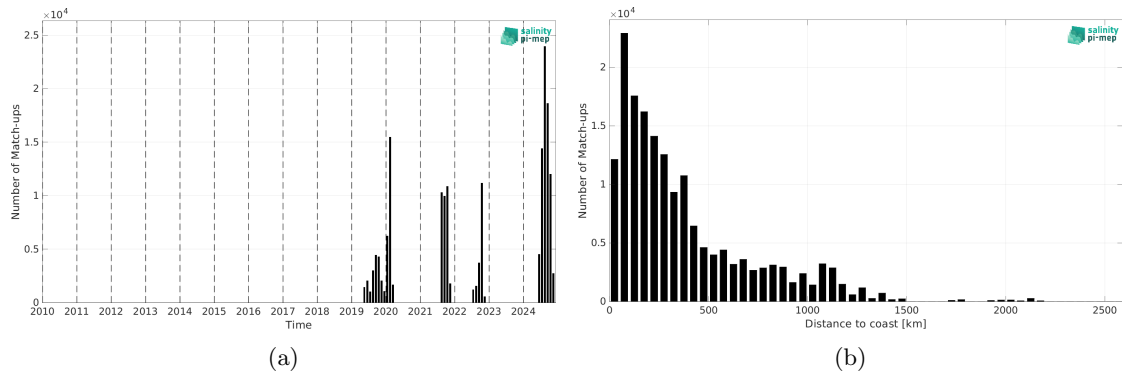 ×10⁴
2.5
2
1.5
1
0.5
0
Number of Match-ups
2010 2011 2012 2013 2014 2015 2016 2017 2018 2019 2020 2021 2022 2023 2024
Time
salinity
pi-mep
(a)
×10⁴
2
1.5
1
0.5
0
Number of Match-ups
0 500 1000 1500 2000 2500
Distance to coast [km]
salinity
pi-mep
(b)